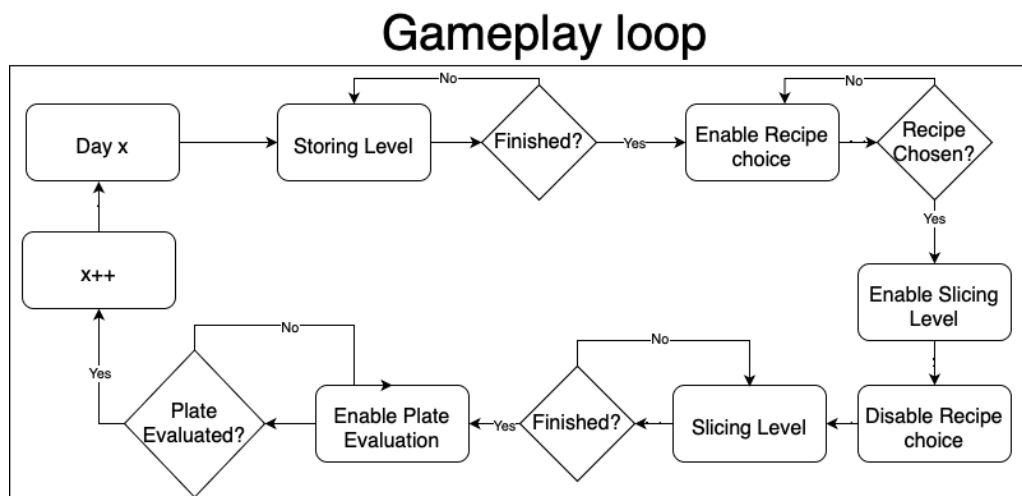 Gameplay loop
No
No
Day x
Storing Level
Finished?
Yes
Enable Recipe
choice
Recipe
Chosen?
Yes
x++
Enable Slicing
Level
No
No
Yes
Plate
Evaluated?
Enable Plate
Evaluation
Yes
Finished?
Slicing Level
Disable Recipe
choice